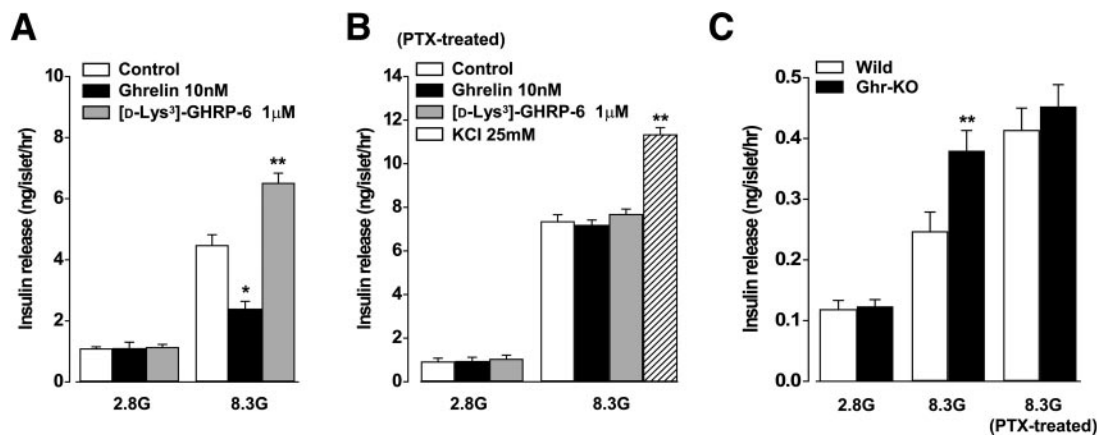 A
Control
Ghrelin 10nM
[D-Lys³]-GHRP-6 1μM
Insulin release (ng/islet/hr)
10
8
6
4
2
0
*
**
2.8G
8.3G
B
(PTX-treated)
Control
Ghrelin 10nM
[D-Lys³]-GHRP-6 1μM
KCl 25mM
Insulin release (ng/islet/hr)
14
12
10
8
6
4
2
0
**
2.8G
8.3G
C
Wild
Ghr-KO
Insulin release (ng/islet/hr)
0.5
0.4
0.3
0.2
0.1
0.0
**
2.8G
8.3G
8.3G
(PTX-treated)